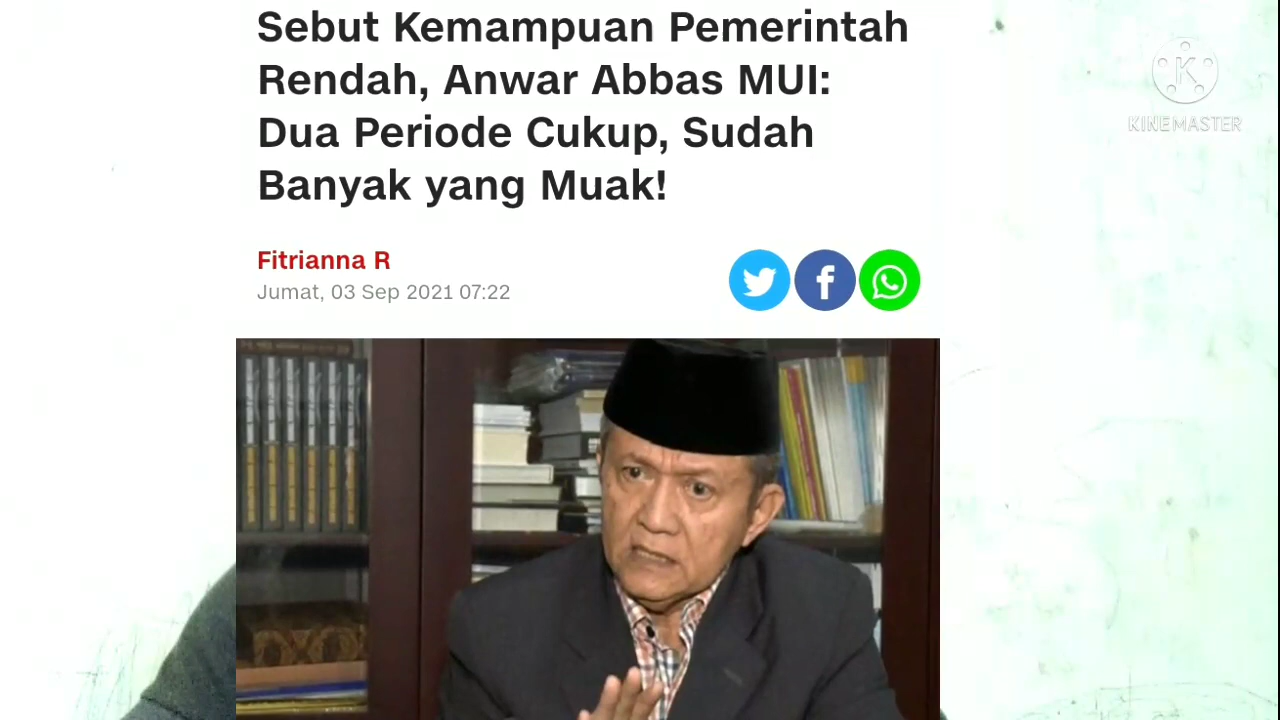 Sebut Kemampuan Pemerintah
Rendah, Anwar Abbas MUI:
Dua Periode Cukup, Sudah
Banyak yang Muak!
Fitrianna R
Jumat, 03 Sep 2021 07:22
K
KINEMASTER